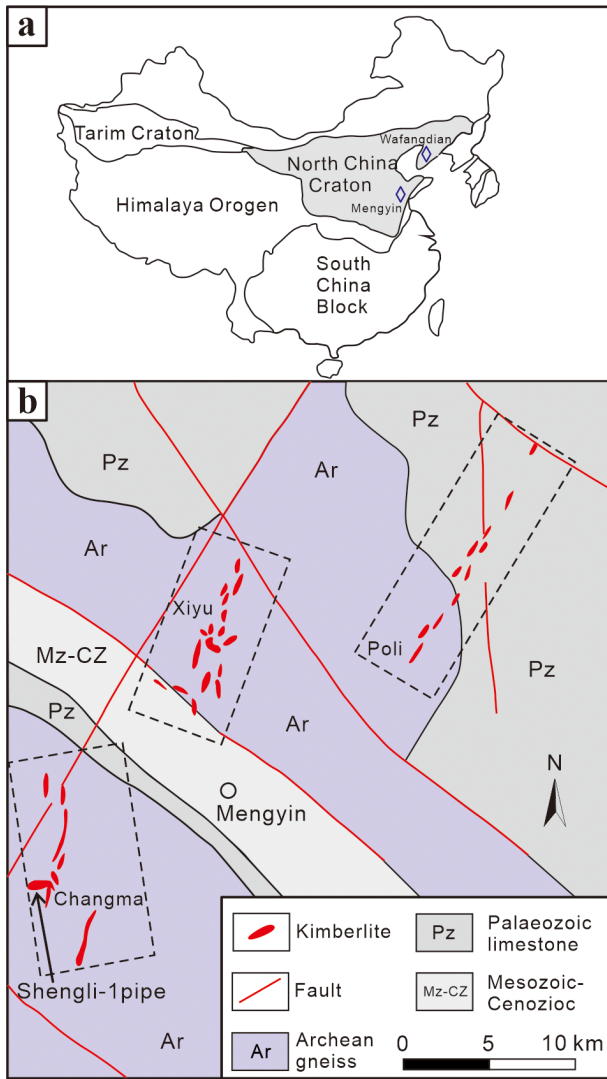 a
Tarim Craton
Wafangdian
North China
Craton
Mengyin
Himalaya Orogen
South
China
Block
b
Pz
Pz
Ar
Ar
Xiyu
Poli
Mz-CZ
Pz
Pz
Ar
N
Mengyin
Changma
Shengli-1pipe
Ar
Kimberlite
Pz
Palaeozoic
limestone
Fault
Mz-CZ
Mesozoic-
Cenozioc
Ar
Archean
gneiss
0 5 10 km